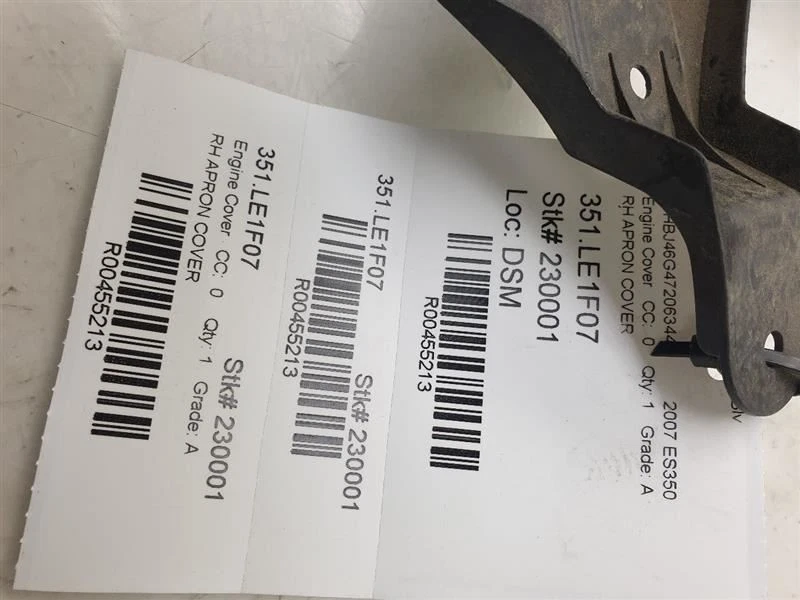 HBJ46G47206344 2007 ES350
Engine Cover CC: 0 Qty: 1 Grade: A
RH APRON COVER
351.LE1F07
Stk# 230001
Loc: DSM
R00455213
351.LE1F07 Stk# 230001
R00455213
351.LE1F07 Stk# 230001
Engine Cover CC: 0 Qty: 1 Grade: A
RH APRON COVER
R00455213